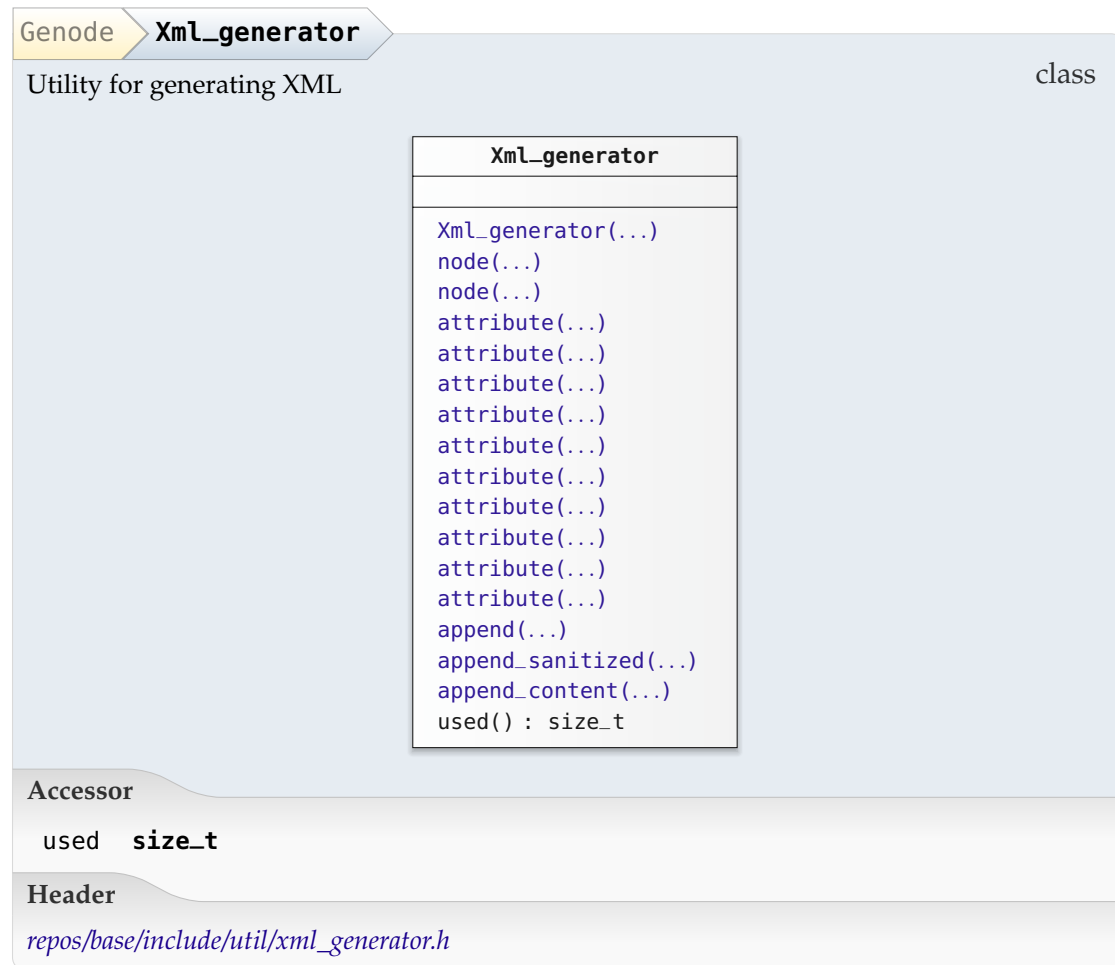 Genode Xml_generator
Utility for generating XML
class
Xml_generator
Xml_generator(...)
node(...)
node(...)
attribute(...)
attribute(...)
attribute(...)
attribute(...)
attribute(...)
attribute(...)
attribute(...)
attribute(...)
attribute(...)
attribute(...)
append(...)
append_sanitized(...)
append_content(...)
used() : size_t
Accessor
used size_t
Header
repos/base/include/util/xml_generator.h